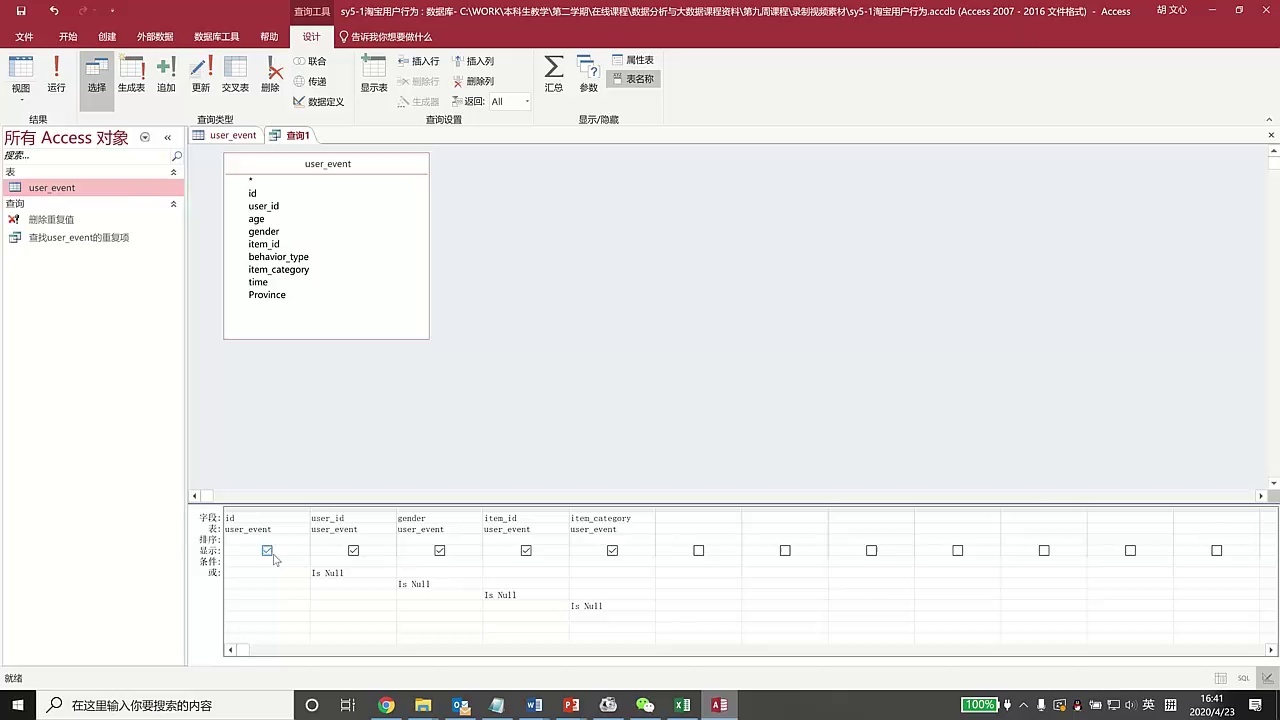 查询工具
sy5-1淘宝用户行为 : 数据库- C:\WORK\本科生教学\第二学期\在线课程\数据分析与大数据课程资料\第九周课程\录制视频素材\sy5-1淘宝用户行为.accdb (Access 2007 - 2016 文件格式) - Access
胡 文心
文件 开始 创建 外部数据 数据库工具 帮助 设计 告诉我你想要做什么
视图 运行 选择 生成表 追加 更新 交叉表 删除 联合 传递 数据定义 显示表 插入行 删除行 生成器 插入列 删除列 返回: All 汇总 参数 属性表 表名称
结果 查询类型 查询设置 显示/隐藏
所有 Access 对象
搜索...
表
user_event
查询
删除重复值
查找user_event的重复项
user_event 查询1
user_event
*
id
user_id
age
gender
item_id
behavior_type
item_category
time
Province
字段: id user_id gender item_id item_category
表: user_event user_event user_event user_event user_event
排序:
显示:
条件:
或: Is Null
Is Null
Is Null
Is Null
就绪
SQL
在这里输入你要搜索的内容
100%
英
16:41
2020/4/23